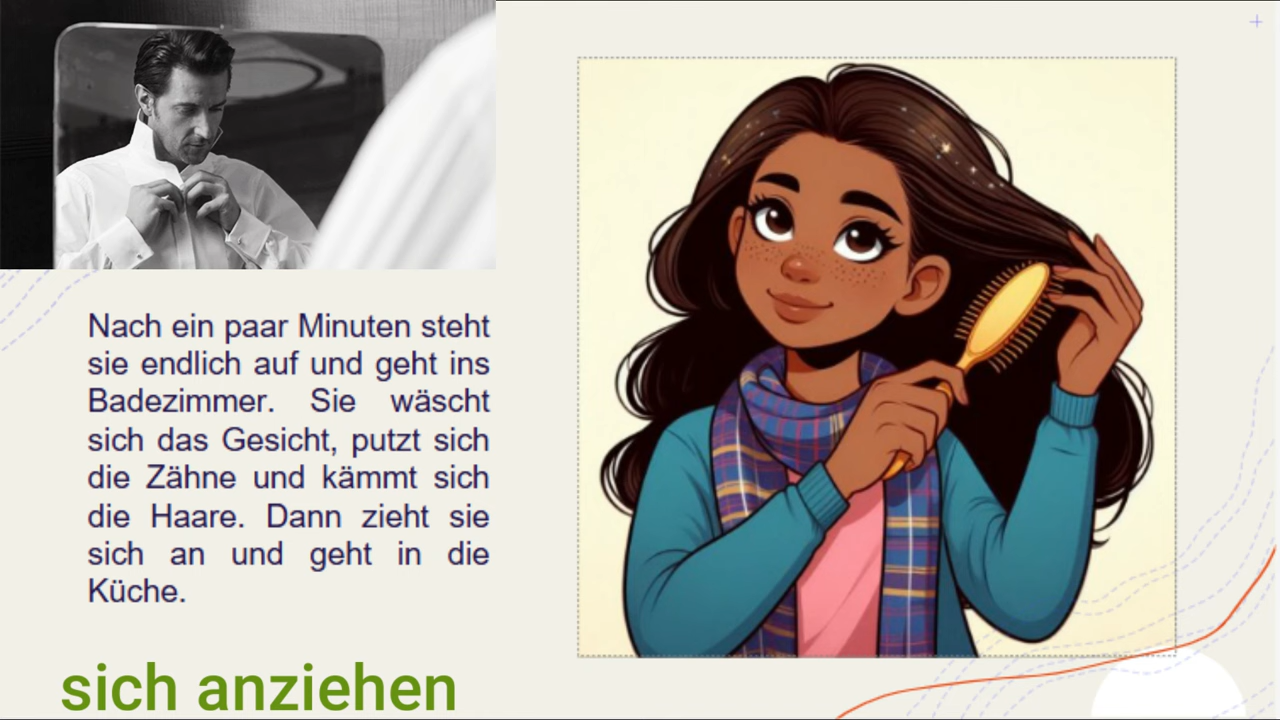 Nach ein paar Minuten steht
sie endlich auf und geht ins
Badezimmer. Sie wäscht
sich das Gesicht, putzt sich
die Zähne und kämmt sich
die Haare. Dann zieht sie
sich an und geht in die
Küche.
sich anziehen